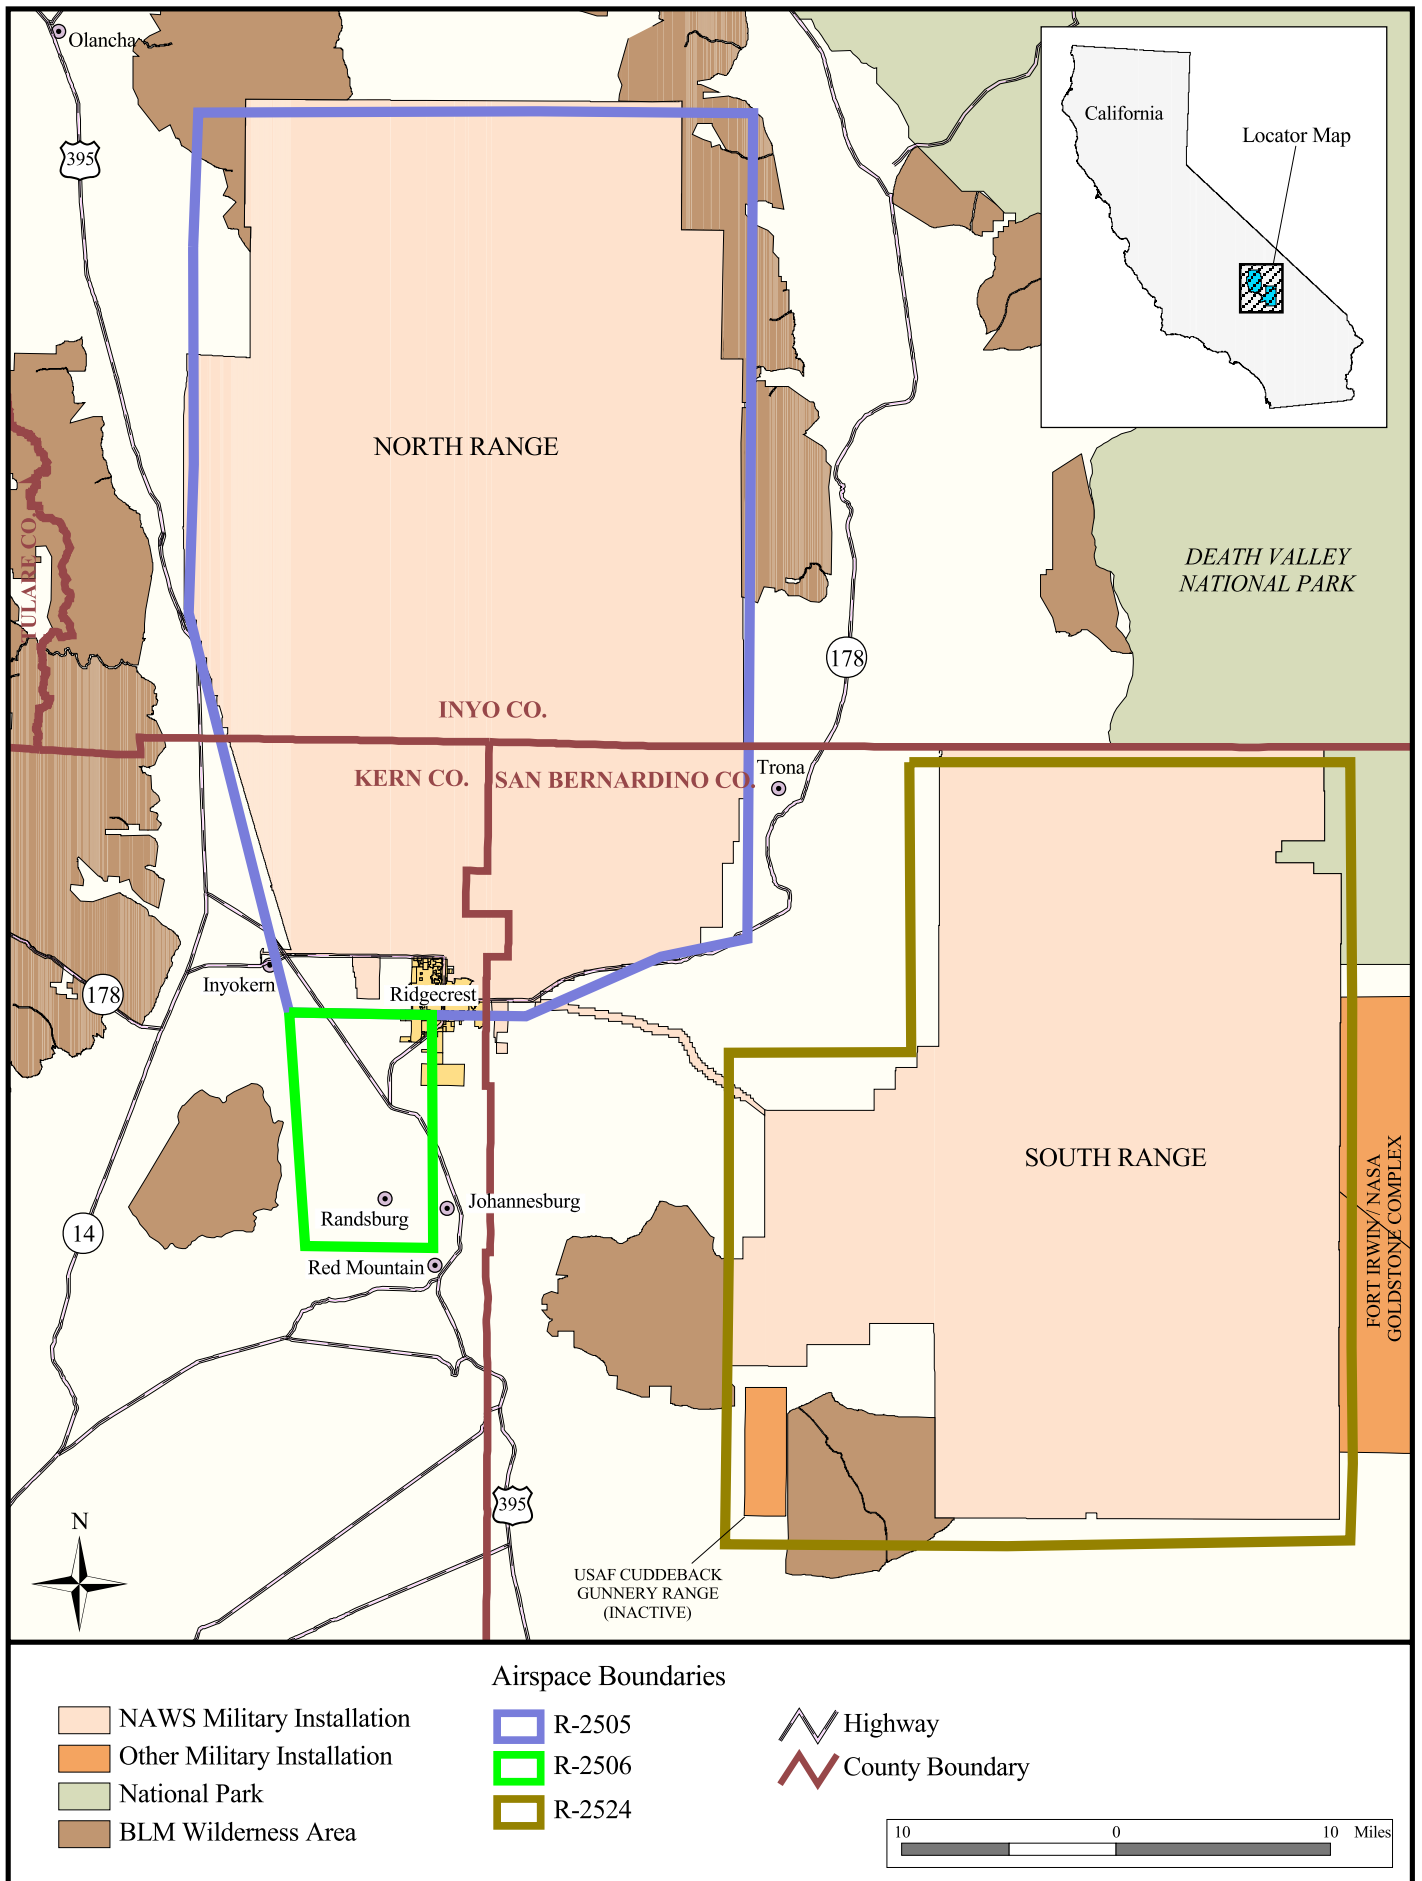 Olancha
395
California
Locator Map
NORTH RANGE
DEATH VALLEY
NATIONAL PARK
TULARE CO.
178
INYO CO.
KERN CO.
SAN BERNARDINO CO.
Trona
Inyokern
178
Ridgecrest
SOUTH RANGE
FORT IRWIN / NASA
GOLDSTONE COMPLEX
Randsburg
Johannesburg
14
Red Mountain
395
N
USAF CUDDEBACK
GUNNERY RANGE
(INACTIVE)
Airspace Boundaries
NAWS Military Installation
Other Military Installation
National Park
BLM Wilderness Area
R-2505
R-2506
R-2524
Highway
County Boundary
10 0 10 Miles